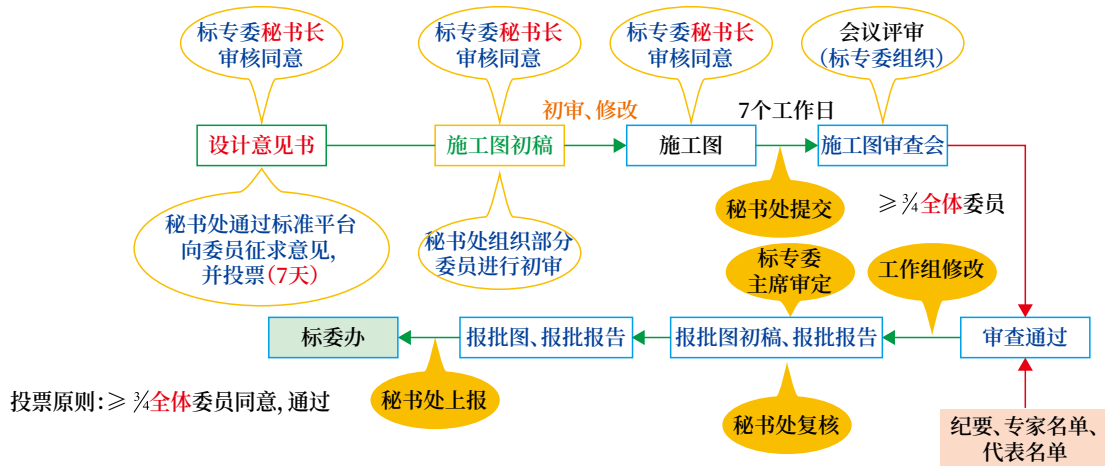 标专委秘书长
审核同意
标专委秘书长
审核同意
标专委秘书长
审核同意
会议评审
(标专委组织)
初审、修改
7个工作日
设计意见书
施工图初稿
施工图
施工图审查会
秘书处通过标准平台
向委员征求意见,
并投票(7天)
秘书处组织部分
委员进行初审
秘书处提交
≥ ¾全体委员
标专委
主席审定
工作组修改
标委办
报批图、报批报告
报批图初稿、报批报告
审查通过
投票原则:≥ ¾全体委员同意, 通过
秘书处上报
秘书处复核
纪要、专家名单、
代表名单